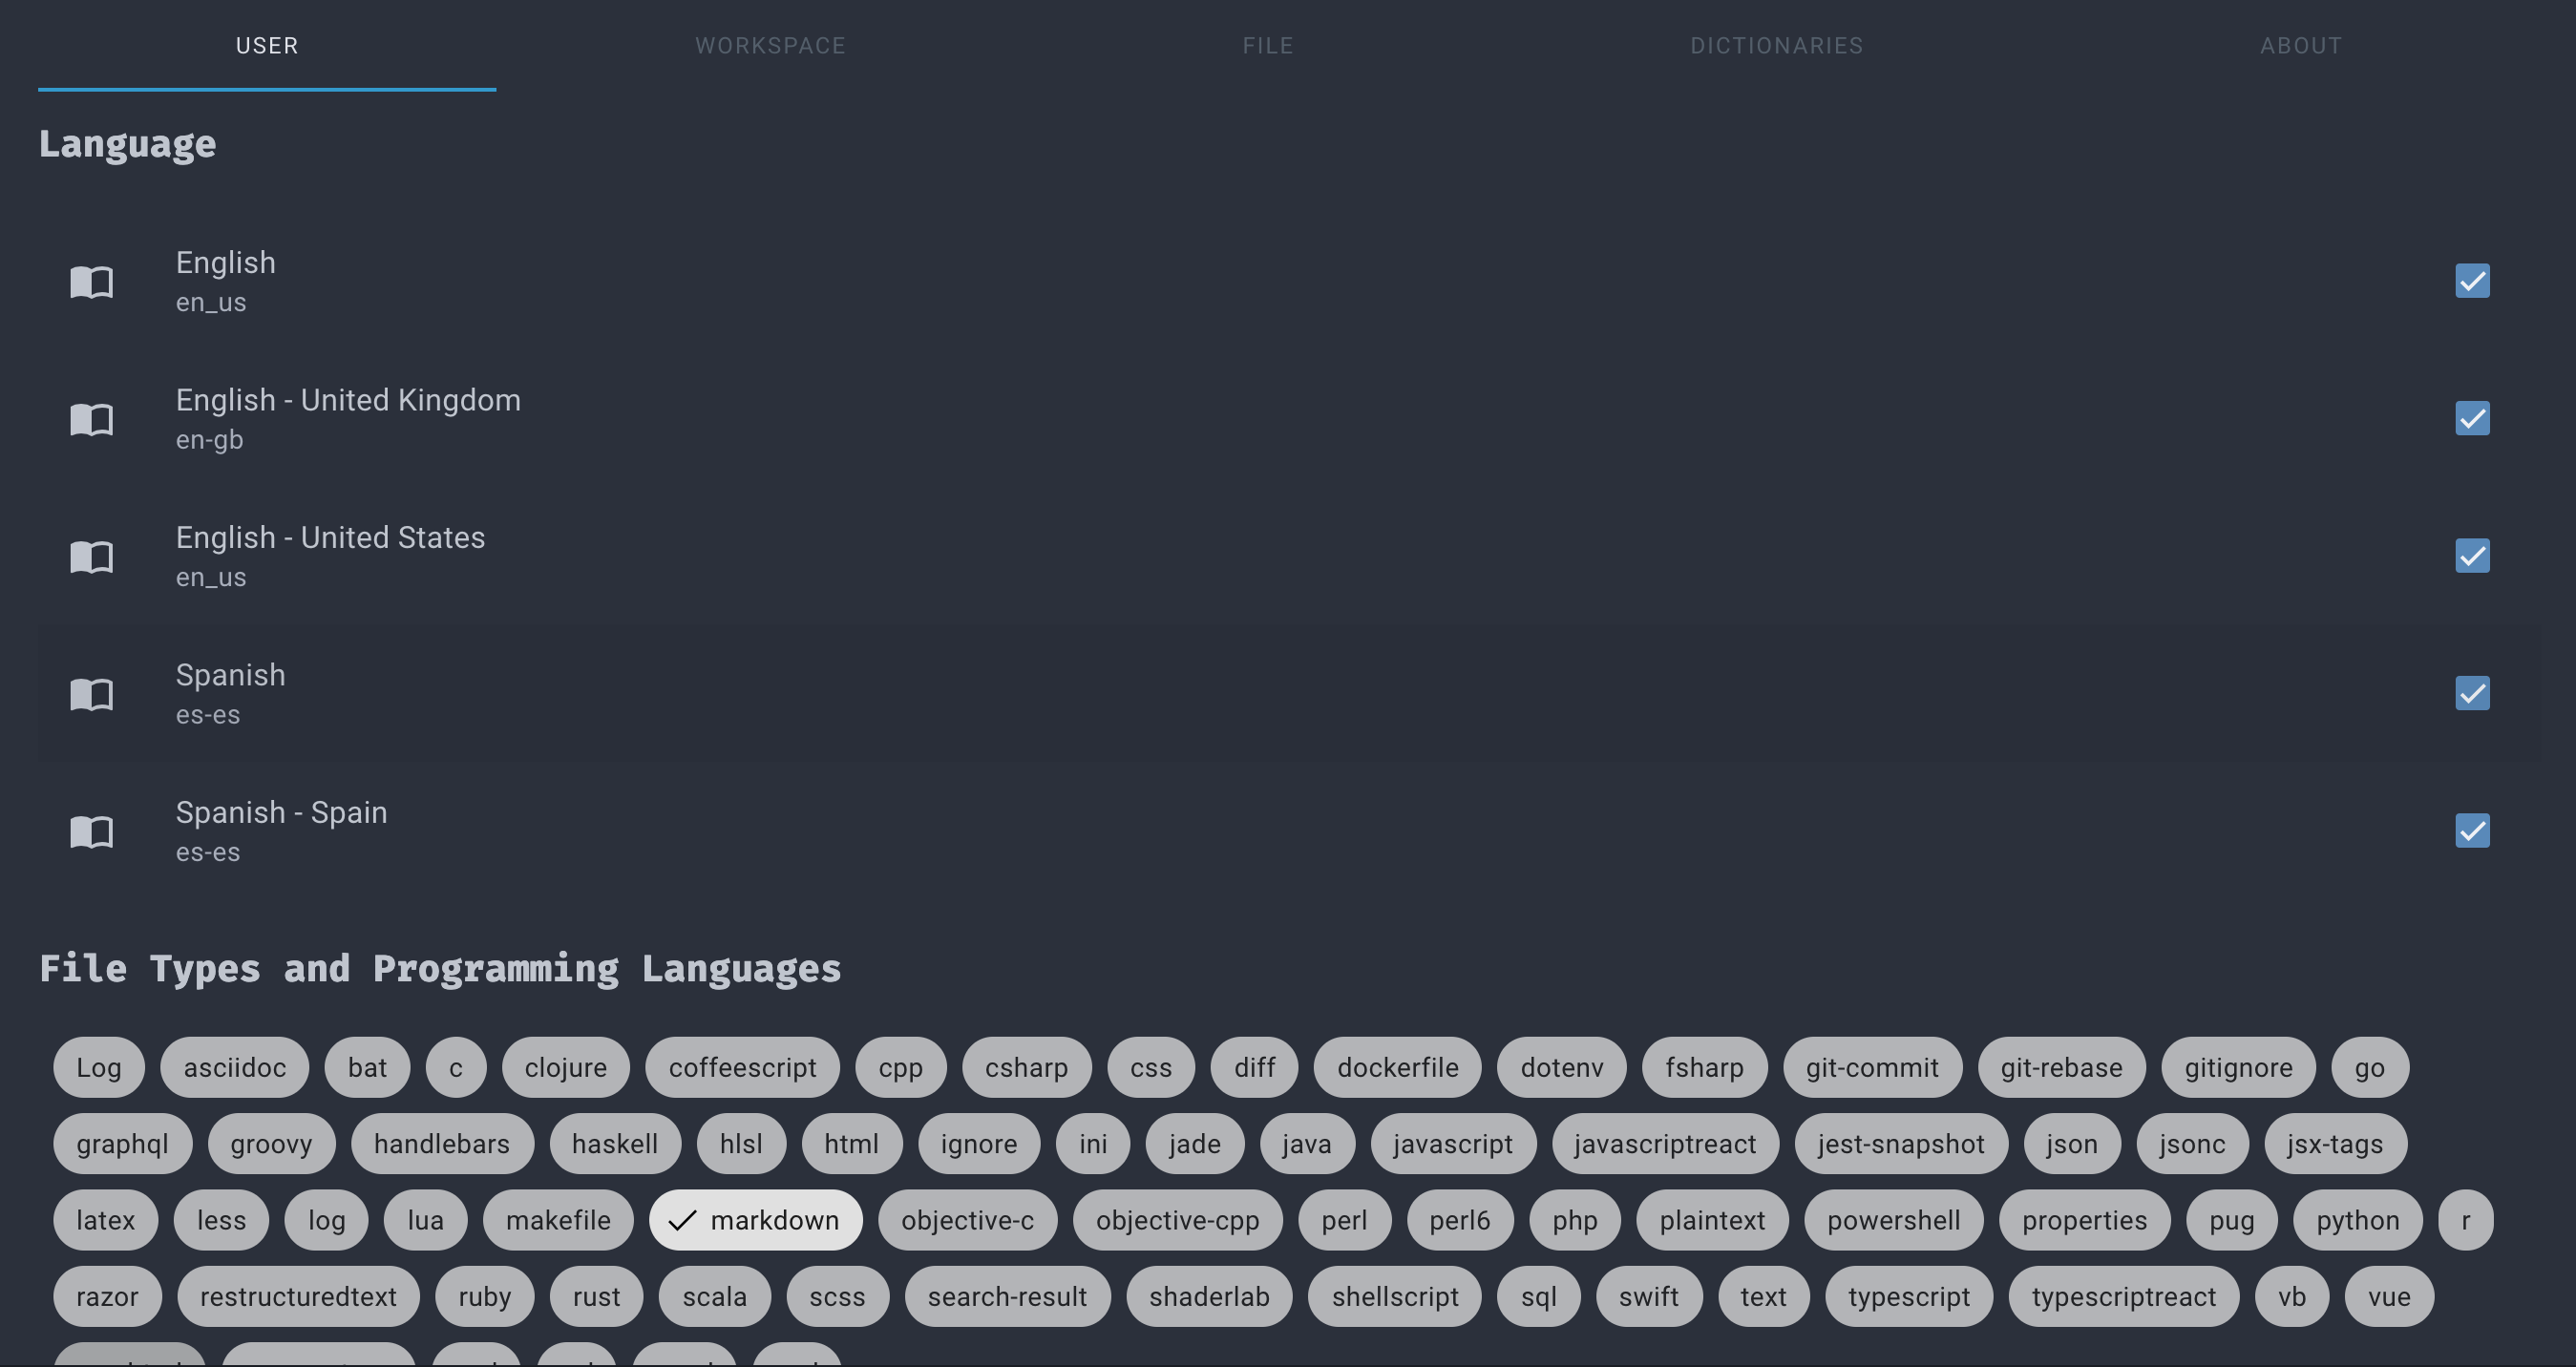 USER WORKSPACE FILE DICTIONARIES ABOUT
Language
English
en_us
English - United Kingdom
en-gb
English - United States
en_us
Spanish
es-es
Spanish - Spain
es-es
File Types and Programming Languages
Log asciidoc bat c clojure coffeescript cpp csharp css diff dockerfile dotenv fsharp git-commit git-rebase gitignore go
graphql groovy handlebars haskell hlsl html ignore ini jade java javascript javascriptreact jest-snapshot json jsonc jsx-tags
latex less log lua makefile markdown objective-c objective-cpp perl perl6 php plaintext powershell properties pug python r
razor restructuredtext ruby rust scala scss search-result shaderlab shellscript sql swift text typescript typescriptreact vb vue